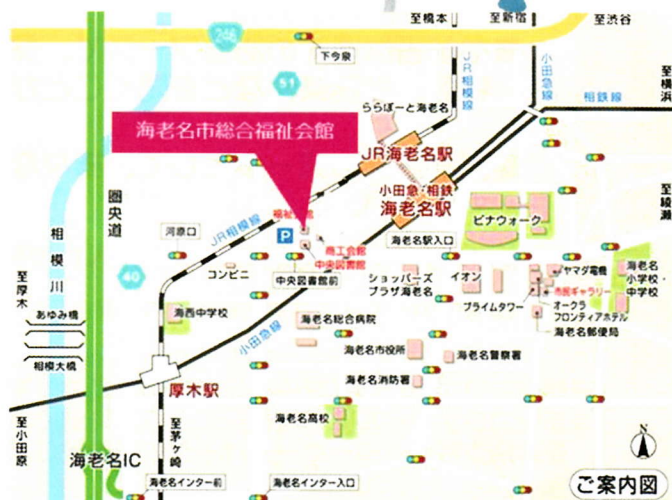 至橋本
至新宿
至渋谷
246
下今泉
51
JR相模線
小田急線
至横浜
相鉄線
ららぽーと海老名
海老名市総合福祉会館
JR海老名駅
小田急・相鉄
海老名駅
至綾瀬
圏央道
ビナウォーク
河原口
JR相模線
P
商工会館
中央図書館
海老名駅入口
相模川
40
コンビニ
中央図書館前
ショッパーズ
プラザ海老名
イオン
ヤマダ電機
海老名
小学校・
中学校
市民ギャラリー
プライムタワー
オークラ
フロンティアホテル
海老名郵便局
至厚木
あゆみ橋
海西中学校
海老名総合病院
小田急線
相模大橋
海老名市役所
海老名警察署
厚木駅
海老名消防署
至小田原
至茅ヶ崎
海老名高校
海老名IC
N
海老名インター前
海老名インター入口
ご案内図